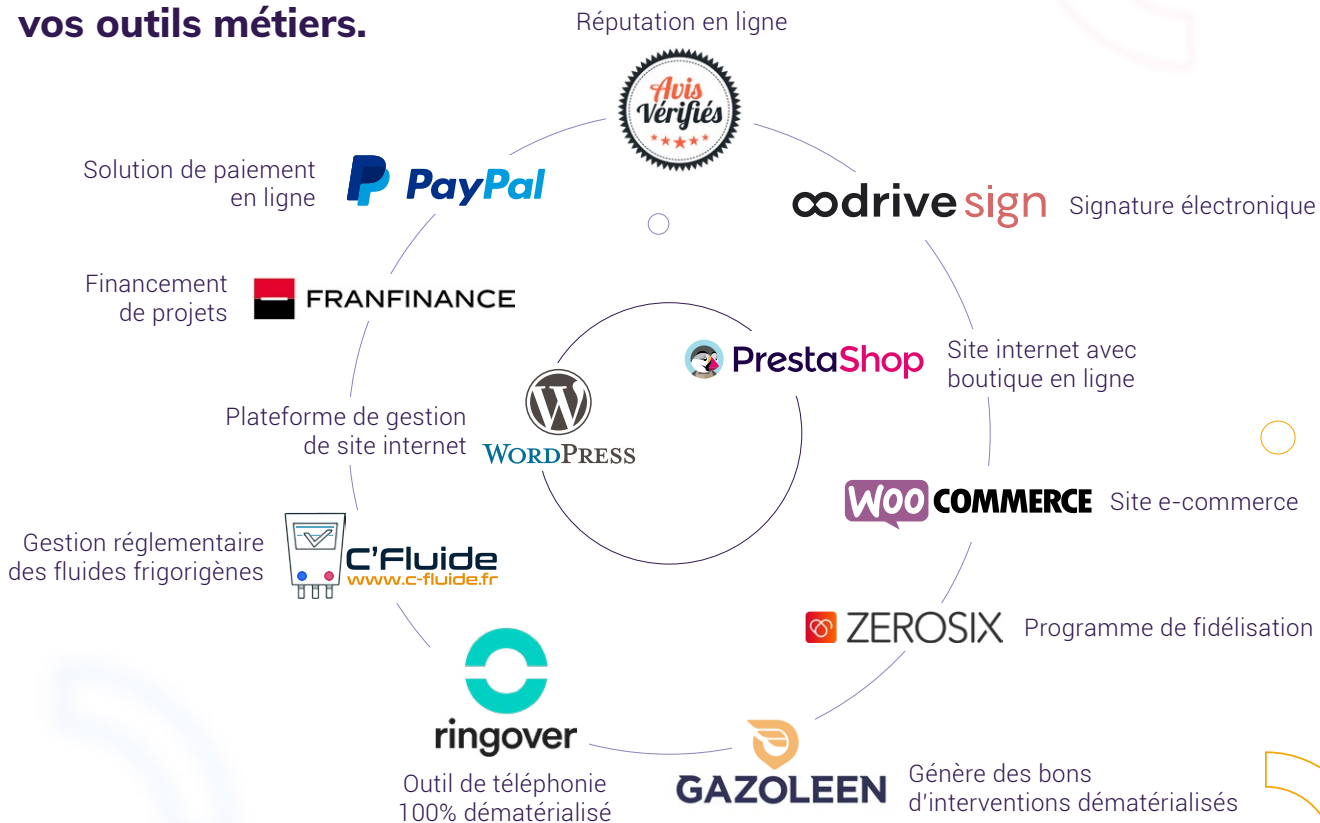 vos outils métiers.
Réputation en ligne
Avis
Vérifiés
Solution de paiement
en ligne
PayPal
oodrive sign
Signature électronique
Financement
de projets
FRANFINANCE
PrestaShop
Site internet avec
boutique en ligne
Plateforme de gestion
de site internet
W
WORDPRESS
WOO COMMERCE
Site e-commerce
Gestion réglementaire
des fluides frigorigènes
C'Fluide
www.c-fluide.fr
ZEROSIX
Programme de fidélisation
ringover
Outil de téléphonie
100% dématérialisé
GAZOLEEN
Génère des bons
d'interventions dématérialisés